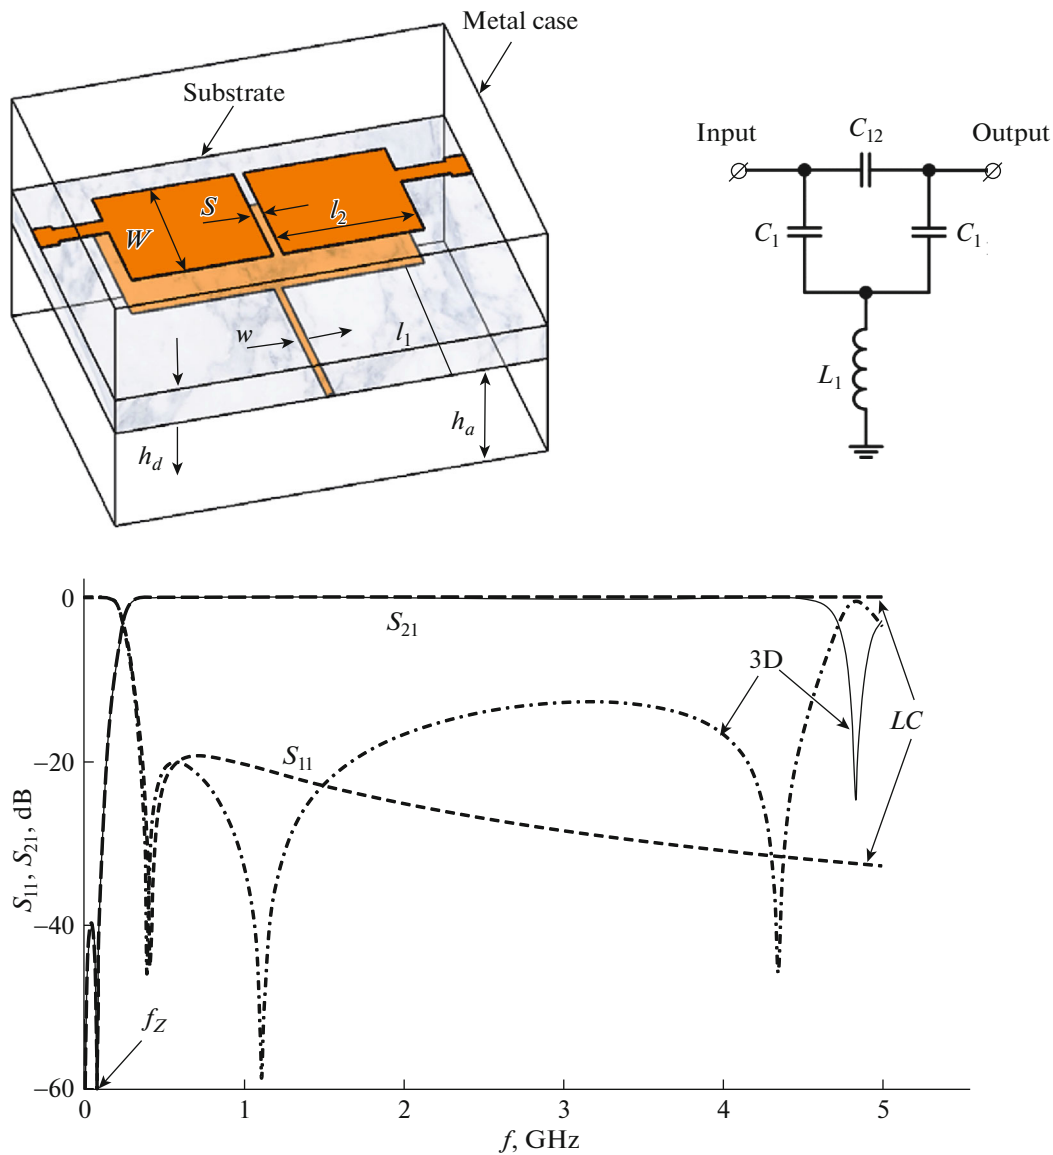 Metal case
Substrate
S
l2
W
w
l1
ha
hd
Input
C12
Output
C1
C1
L1
0
S21
3D
LC
–20
S11
S11, S21, dB
–40
fZ
–60
0
1
2
3
4
5
f, GHz